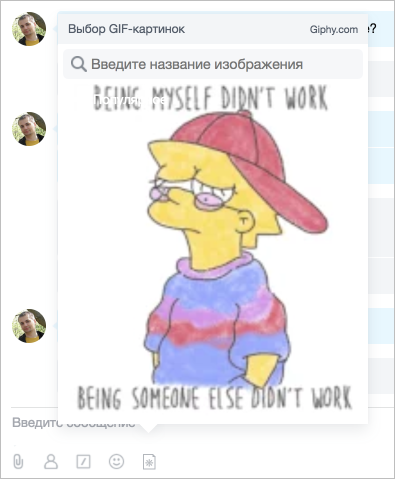 Выбор GIF-картинок
Giphy.com
?
Введите название изображения
Популярное
BEING MYSELF DIDN'T WORK
BEING SOMEONE ELSE DIDN'T WORK
Введите сообщение